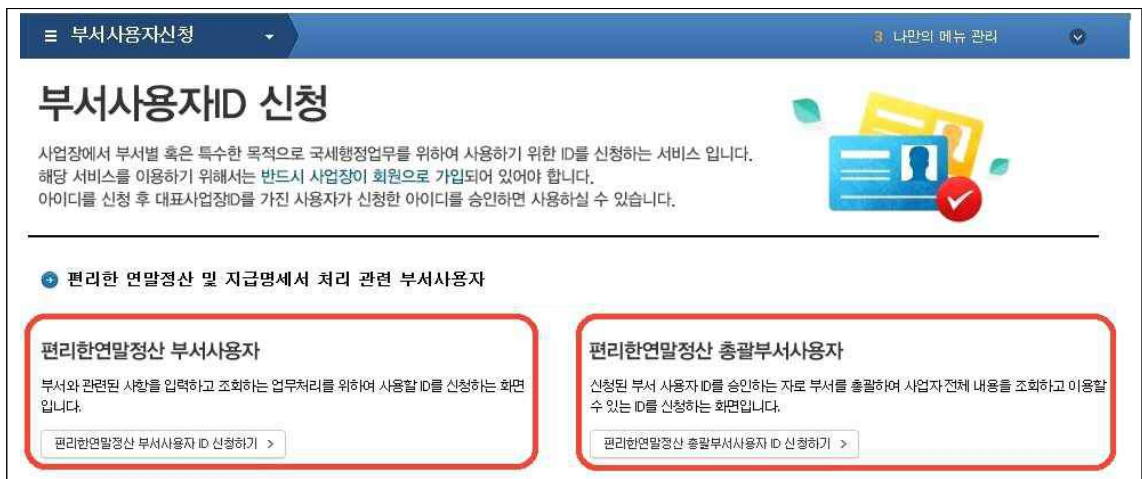 ≡ 부서사용자신청
3 나만의 메뉴 관리
부서사용자ID 신청
사업장에서 부서별 혹은 특수한 목적으로 국세행정업무를 위하여 사용하기 위한 ID를 신청하는 서비스 입니다.
해당 서비스를 이용하기 위해서는 반드시 사업장이 회원으로 가입되어 있어야 합니다.
아이디를 신청 후 대표사업장ID를 가진 사용자가 신청한 아이디를 승인하면 사용하실 수 있습니다.
편리한 연말정산 및 지급명세서 처리 관련 부서사용자
편리한연말정산 부서사용자
부서와 관련된 사항을 입력하고 조회하는 업무처리를 위하여 사용할 ID를 신청하는 화면
입니다.
편리한연말정산 부서사용자 ID 신청하기 >
편리한연말정산 총괄부서사용자
신청된 부서 사용자 ID를 승인하는 자로 부서를 총괄하여 사업자 전체 내용을 조회하고 이용할
수 있는 ID를 신청하는 화면입니다.
편리한연말정산 총괄부서사용자 ID 신청하기 >